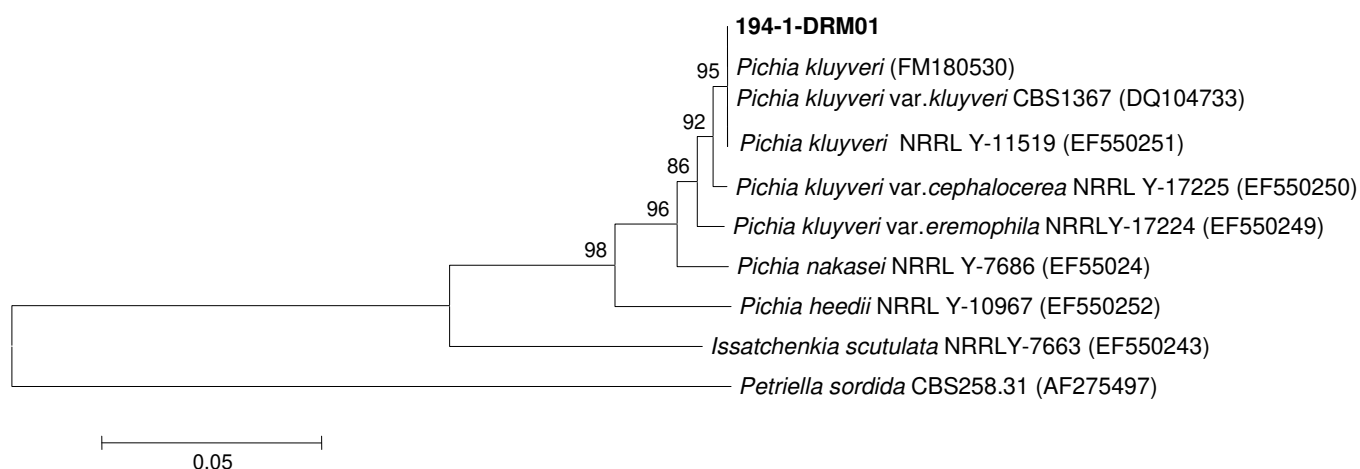 194-1-DRM01
95
Pichia kluyveri (FM180530)
Pichia kluyveri var.kluyveri CBS1367 (DQ104733)
92
Pichia kluyveri NRRL Y-11519 (EF550251)
86
Pichia kluyveri var.cephalocerea NRRL Y-17225 (EF550250)
96
Pichia kluyveri var.eremophila NRRLY-17224 (EF550249)
98
Pichia nakasei NRRL Y-7686 (EF55024)
Pichia heedii NRRL Y-10967 (EF550252)
Issatchenkia scutulata NRRLY-7663 (EF550243)
Petriella sordida CBS258.31 (AF275497)
0.05